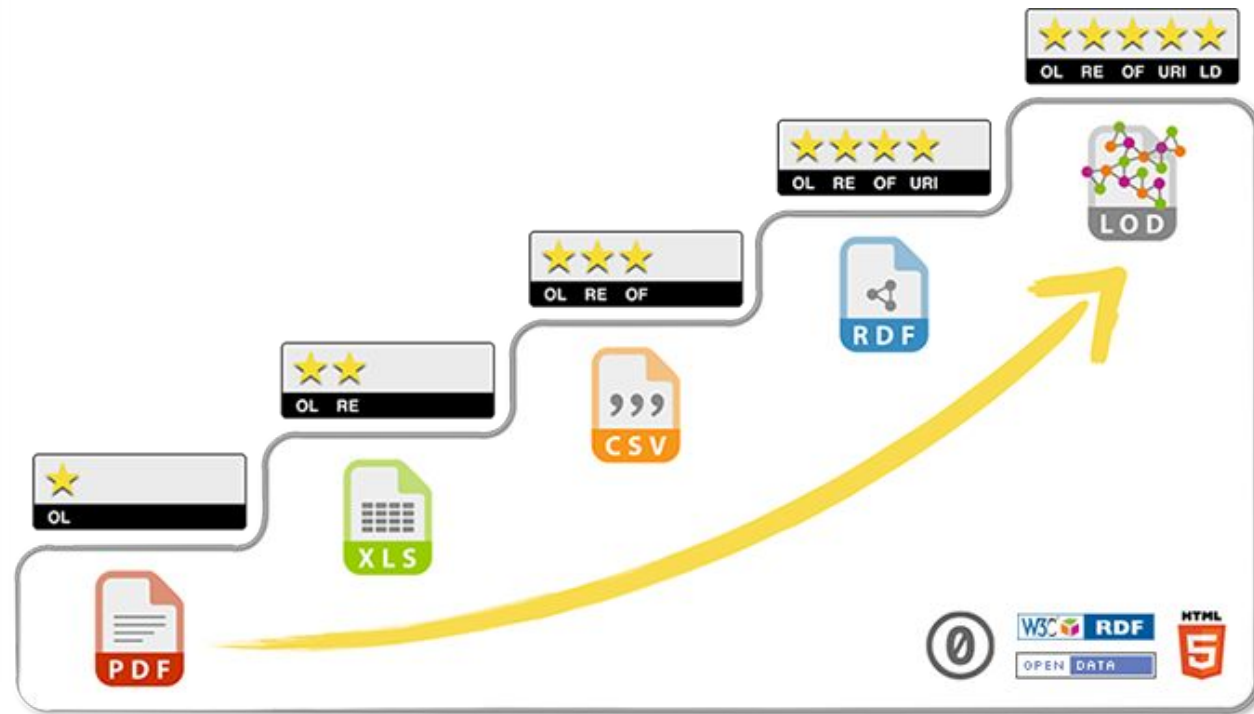 OL RE OF URI LD
LOD
OL RE OF URI
RDF
OL RE OF
CSV
OL RE
XLS
OL
PDF
0
W3C RDF
OPEN DATA
HTML
5